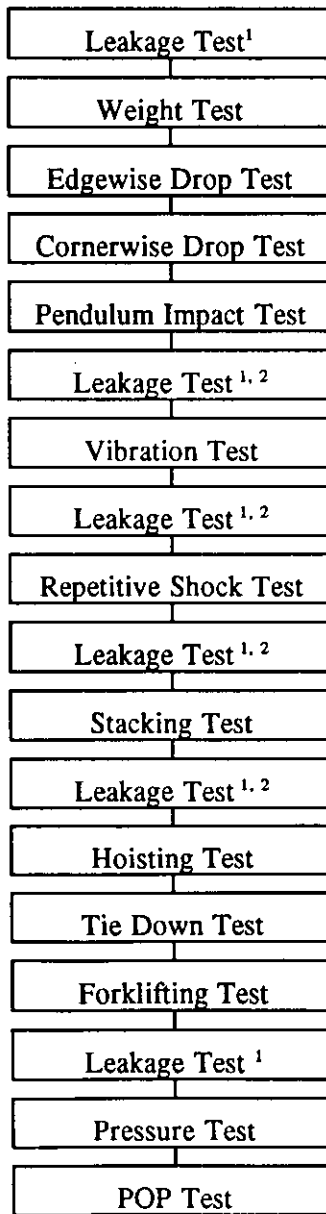 Leakage Test¹
Weight Test
Edgewise Drop Test
Cornerwise Drop Test
Pendulum Impact Test
Leakage Test ¹, ²
Vibration Test
Leakage Test ¹, ²
Repetitive Shock Test
Leakage Test ¹, ²
Stacking Test
Leakage Test ¹, ²
Hoisting Test
Tie Down Test
Forklifting Test
Leakage Test ¹
Pressure Test
POP Test